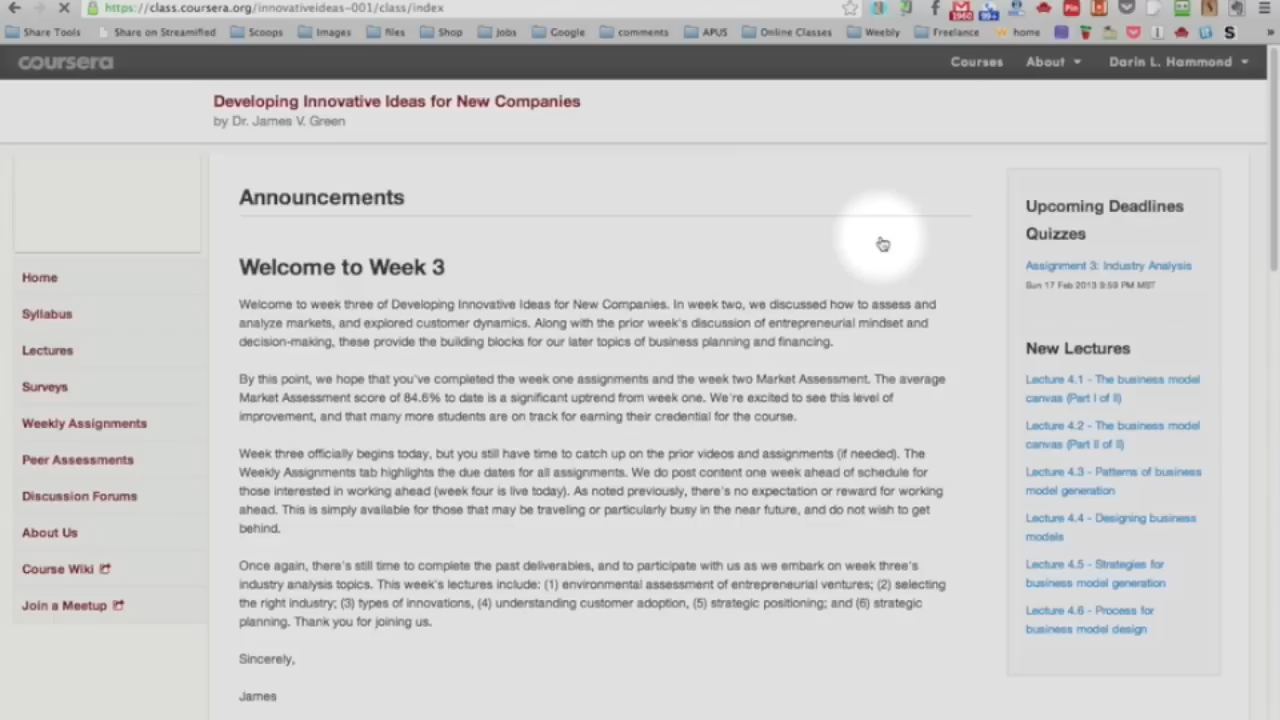 https://class.coursera.org/innovativeideas-001/class/index
Share Tools
Share on Streamified
Scoops
Images
files
Shop
Jobs
Google
comments
APUS
Online Classes
Weebly
Freelance
home
1960
99+
Pin
S
»
coursera
Courses
About
Darin L. Hammond
Developing Innovative Ideas for New Companies
by Dr. James V. Green
Home
Syllabus
Lectures
Surveys
Weekly Assignments
Peer Assessments
Discussion Forums
About Us
Course Wiki
Join a Meetup
Announcements
Welcome to Week 3
Welcome to week three of Developing Innovative Ideas for New Companies. In week two, we discussed how to assess and
analyze markets, and explored customer dynamics. Along with the prior week's discussion of entrepreneurial mindset and
decision-making, these provide the building blocks for our later topics of business planning and financing.
By this point, we hope that you've completed the week one assignments and the week two Market Assessment. The average
Market Assessment score of 84.6% to date is a significant uptrend from week one. We're excited to see this level of
improvement, and that many more students are on track for earning their credential for the course.
Week three officially begins today, but you still have time to catch up on the prior videos and assignments (if needed). The
Weekly Assignments tab highlights the due dates for all assignments. We do post content one week ahead of schedule for
those interested in working ahead (week four is live today). As noted previously, there's no expectation or reward for working
ahead. This is simply available for those that may be traveling or particularly busy in the near future, and do not wish to get
behind.
Once again, there's still time to complete the past deliverables, and to participate with us as we embark on week three's
industry analysis topics. This week's lectures include: (1) environmental assessment of entrepreneurial ventures; (2) selecting
the right industry; (3) types of innovations, (4) understanding customer adoption, (5) strategic positioning; and (6) strategic
planning. Thank you for joining us.
Sincerely,
James
Upcoming Deadlines
Quizzes
Assignment 3: Industry Analysis
Sun 17 Feb 2013 9:59 PM MST
New Lectures
Lecture 4.1 - The business model
canvas (Part I of II)
Lecture 4.2 - The business model
canvas (Part II of II)
Lecture 4.3 - Patterns of business
model generation
Lecture 4.4 - Designing business
models
Lecture 4.5 - Strategies for
business model generation
Lecture 4.6 - Process for
business model design